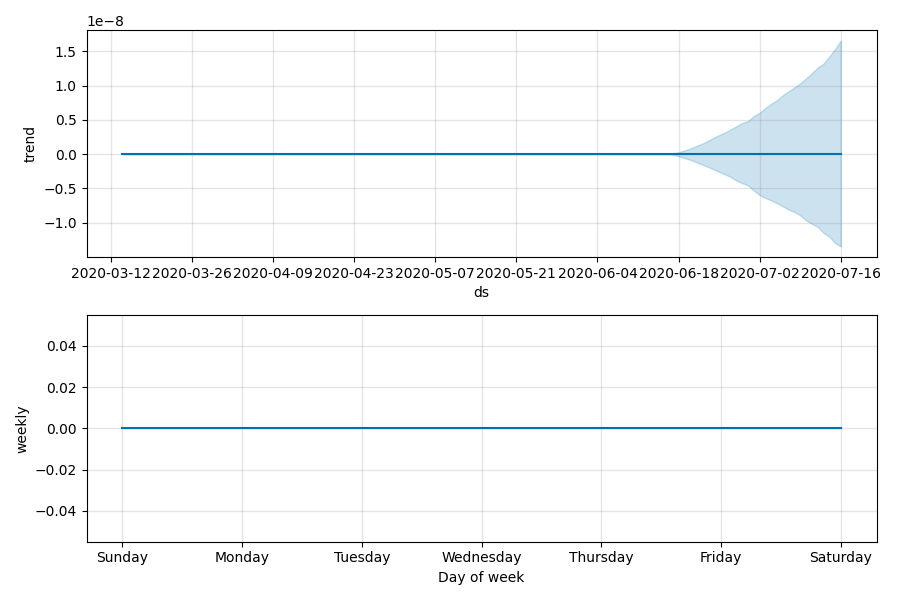 1e−8
1.5
1.0
0.5
0.0
−0.5
−1.0
trend
2020-03-12 2020-03-26 2020-04-09 2020-04-23 2020-05-07 2020-05-21 2020-06-04 2020-06-18 2020-07-02 2020-07-16
ds
0.04
0.02
0.00
−0.02
−0.04
weekly
Sunday Monday Tuesday Wednesday Thursday Friday Saturday
Day of week